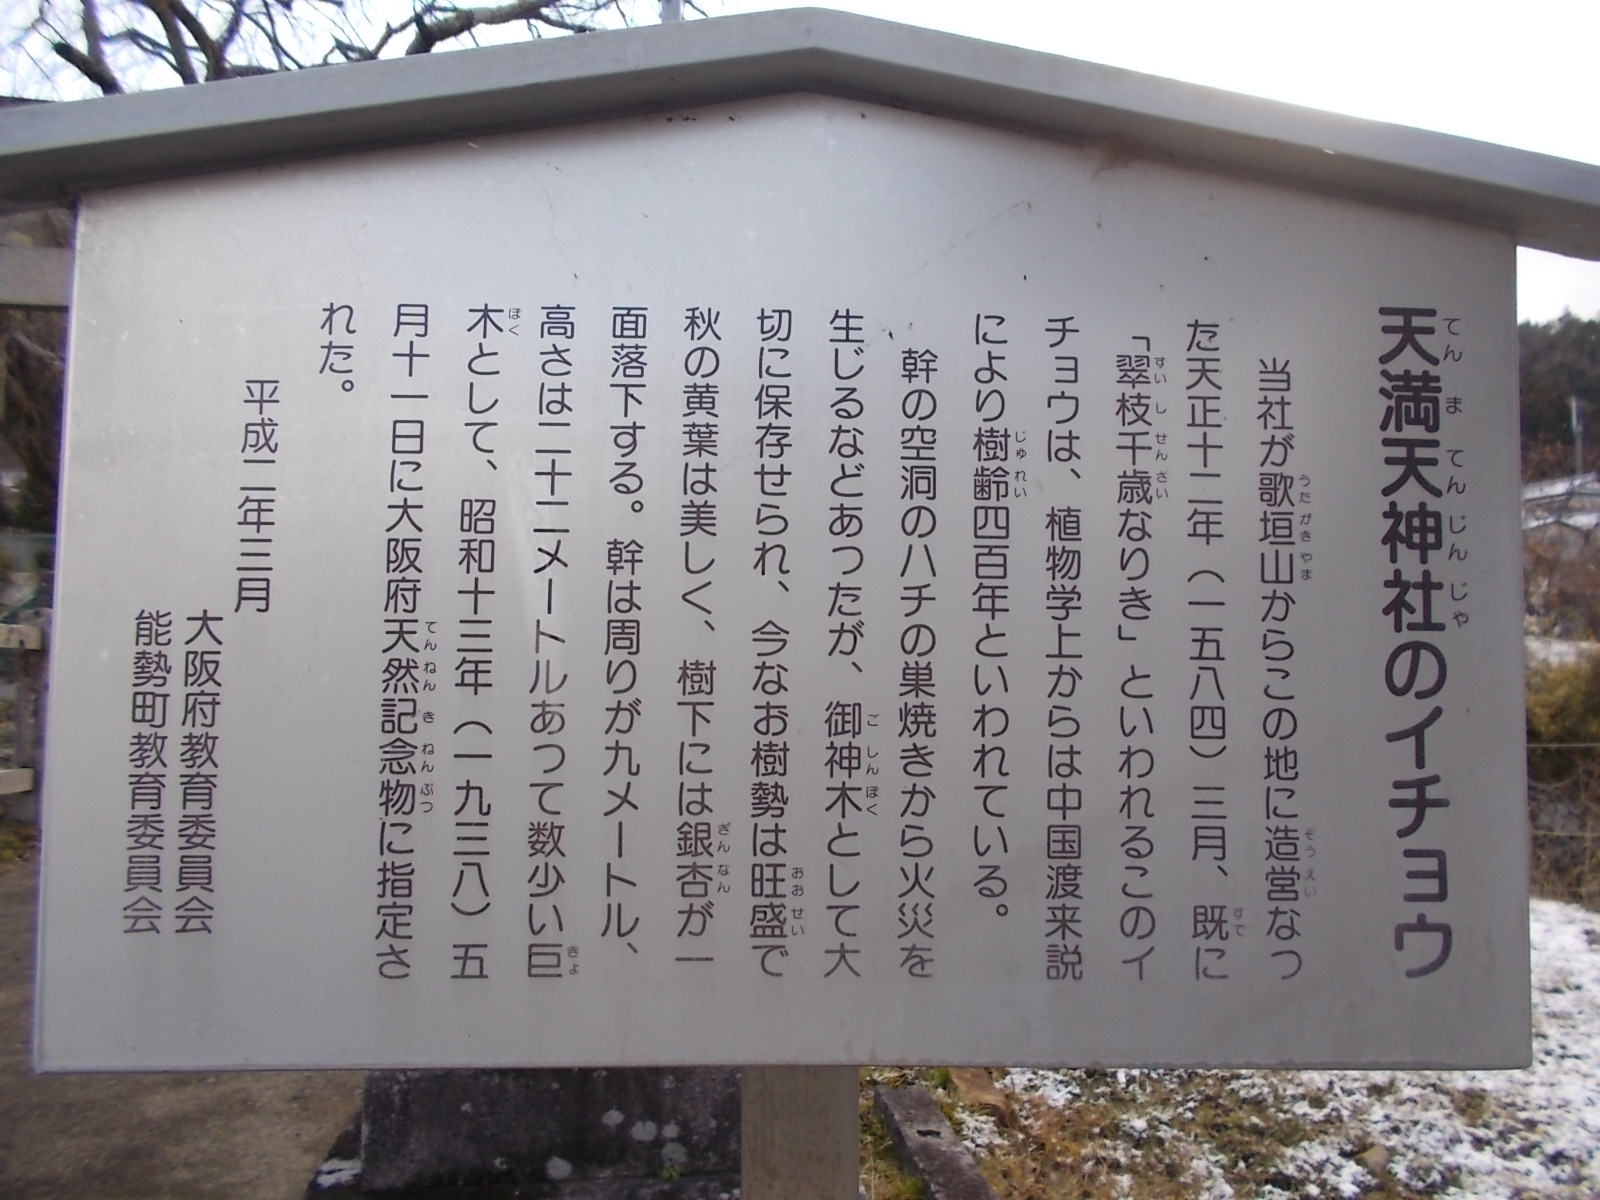 天満天神社のイチョウ
当社が歌垣山からこの地に造営なつ
た天正十二年（一五八四）三月、既に
「翠枝千歳なりき」といわれるこのイ
チョウは、植物学上からは中国渡来説
により樹齢四百年といわれている。
幹の空洞のハチの巣焼きから火災を
生じるなどあつたが、御神木として大
切に保存せられ、今なお樹勢は旺盛で
秋の黄葉は美しく、樹下には銀杏が一
面落下する。幹は周りが九メートル、
高さは二十二メートルあつて数少い巨
木として、昭和十三年（一九三八）五
月十一日に大阪府天然記念物に指定さ
れた。
平成二年三月
大阪府教育委員会
能勢町教育委員会